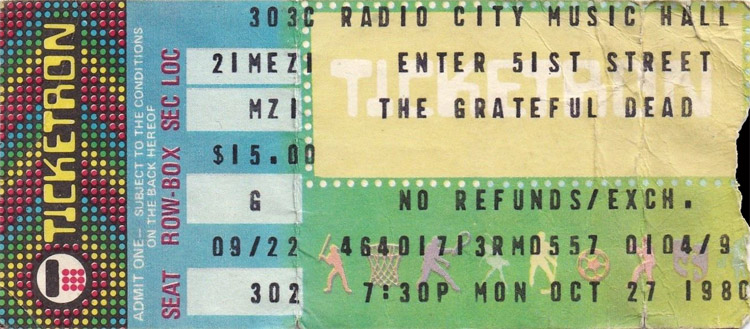 TICKETRON
ADMIT ONE— SUBJECT TO THE CONDITIONS
ON THE BACK HEREOF
SEAT ROW-BOX SEC LOC
303C RADIO CITY MUSIC HALL
21MEZ1 ENTER 51ST STREET
TICKETRON
MZ1 THE GRATEFUL DEAD
$15.00
G NO REFUNDS/EXCH.
09/22 46401713RM0557 0104/9
302 7:30P MON OCT 27 1980